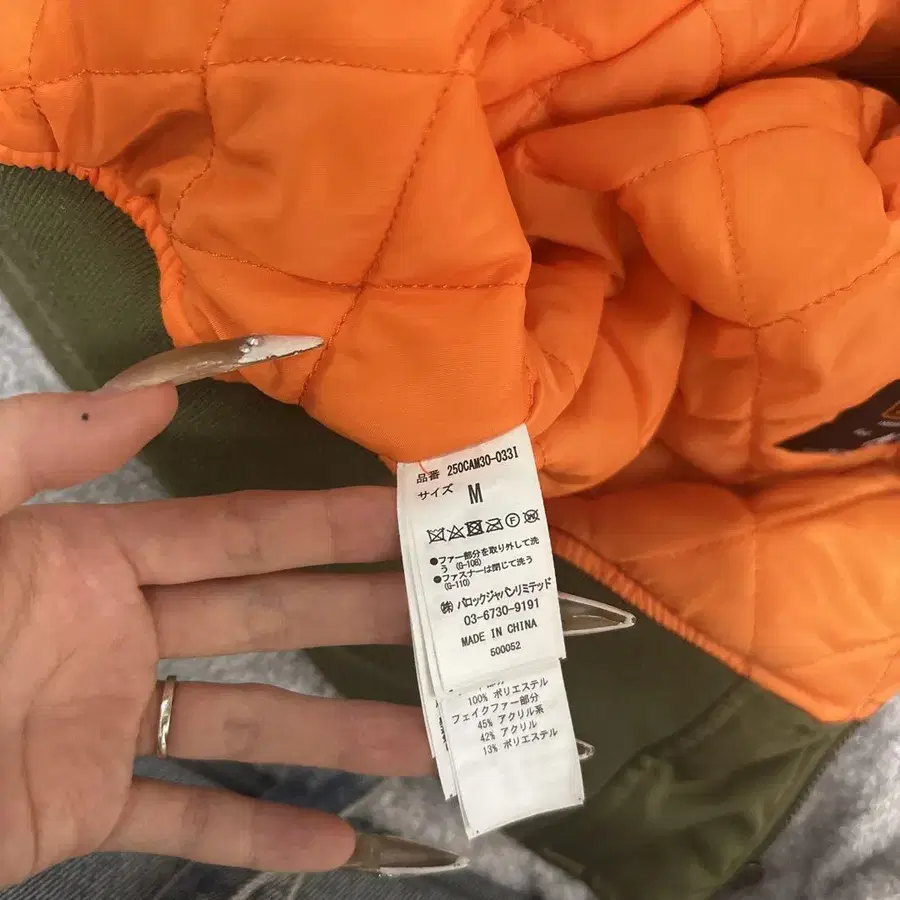 品番 250CAM30-033I
サイズ M
●ファー部分を取り外して洗
う (G-108)
●ファスナーは閉じて洗う
(G-110)
(株) バロックジャパンリミテッド
03-6730-9191
MADE IN CHINA
500052
100% ポリエステル
フェイクファー部分
45% アクリル系
42% アクリル
13% ポリエステル